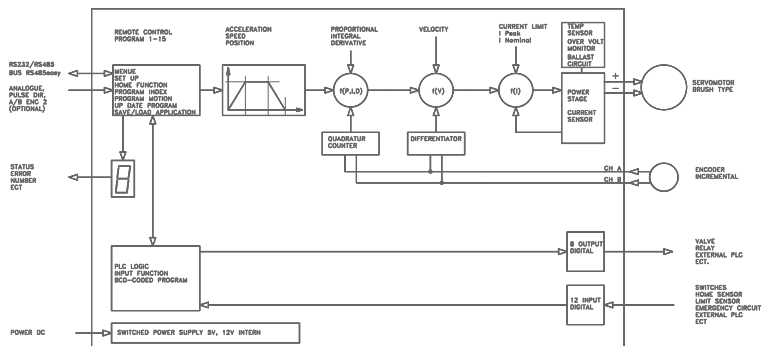 REMOTE CONTROL
PROGRAM 1-15
ACCELERATION
SPEED
POSITION
PROPORTIONAL
INTEGRAL
DERIVATIVE
VELOCITY
CURRENT LIMIT
I Peak
I Nominal
TEMP
SENSOR
OVER VOLT
MONITOR
BALLAST
CIRCUIT
RS232/RS485
BUS RS485easy
ANALOGUE,
PULSE DIR,
A/B ENC 2
(OPTIONAL)
MENUE
SET UP
HOME FUNCTION
PROGRAM INDEX
PROGRAM MOTION
UP DATE PROGRAM
SAVE/LOAD APPLICATION
f(P,I,D)
f(V)
f(I)
POWER
STAGE
CURRENT
SENSOR
+
-
SERVOMOTOR
BRUSH TYPE
QUADRATUR
COUNTER
DIFFERENTIATOR
CH A
CH B
ENCODER
INCREMENTAL
STATUS
ERROR
NUMBER
ECT
8
PLC LOGIC
INPUT FUNCTION
BCD-CODED PROGRAM
8 OUTPUT
DIGITAL
VALVE
RELAY
EXTERNAL PLC
ECT.
12 INPUT
DIGITAL
SWITCHES
HOME SENSOR
LIMIT SENSOR
EMERGENCY CIRCUIT
EXTERNAL PLC
ECT
POWER DC
SWITCHED POWER SUPPLY 5V, 12V INTERN